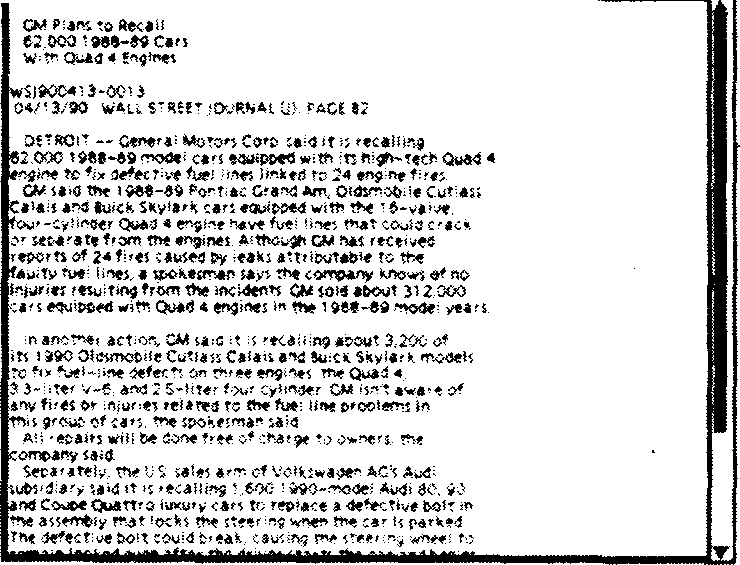 GM Plans to Recall
62,000 1988-89 Cars
With Quad 4 Engines
WSJ900413-0013
04/13/90 WALL STREET JOURNAL (J), PAGE B2
DETROIT -- General Motors Corp. said it is recalling
62,000 1988-89 model cars equipped with its high-tech Quad 4
engine to fix defective fuel lines linked to 24 engine fires.
GM said the 1988-89 Pontiac Grand Am, Oldsmobile Cutlass
Calais and Buick Skylark cars equipped with the 16-valve,
four-cylinder Quad 4 engine have fuel lines that could crack
or separate from the engines. Although GM has received
reports of 24 fires caused by leaks attributable to the
faulty fuel lines, a spokesman says the company knows of no
injuries resulting from the incidents. GM sold about 312,000
cars equipped with Quad 4 engines in the 1988-89 model years.
In another action, GM said it is recalling about 3,200 of
its 1990 Oldsmobile Cutlass Calais and Buick Skylark models
to fix fuel-line defects on three engines: the Quad 4,
3.3-liter V-6, and 2.5-liter four cylinder. GM isn't aware of
any fires or injuries related to the fuel line problems in
this group of cars, the spokesman said.
All repairs will be done free of charge to owners, the
company said.
Separately, the U.S. sales arm of Volkswagen AG's Audi
subsidiary said it is recalling 1,600 1990-model Audi 80, 90
and Coupe Quattro luxury cars to replace a defective bolt in
the assembly that locks the steering when the car is parked.
The defective bolt could break, causing the steering wheel to
remain locked even after the driver starts the car and